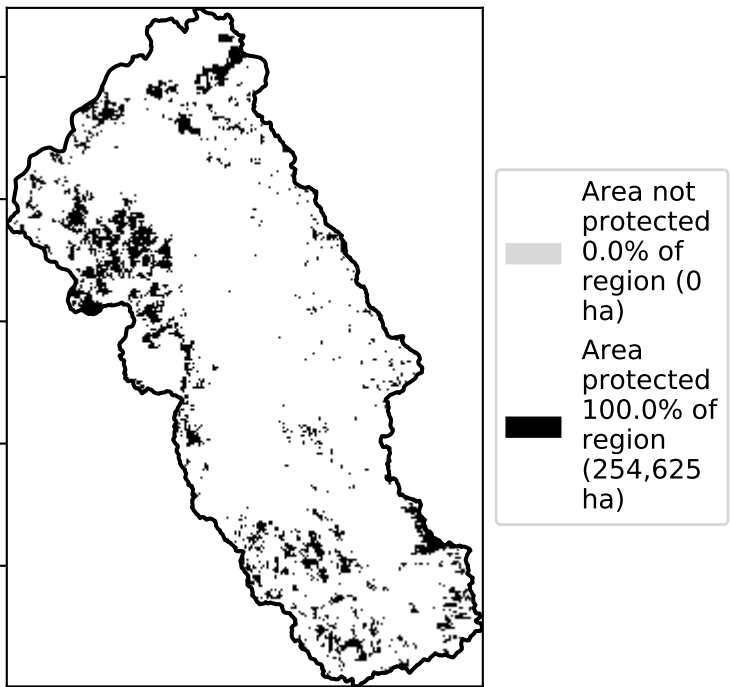 Area not
protected
0.0% of
region (0
ha)
Area
protected
100.0% of
region
(254,625
ha)